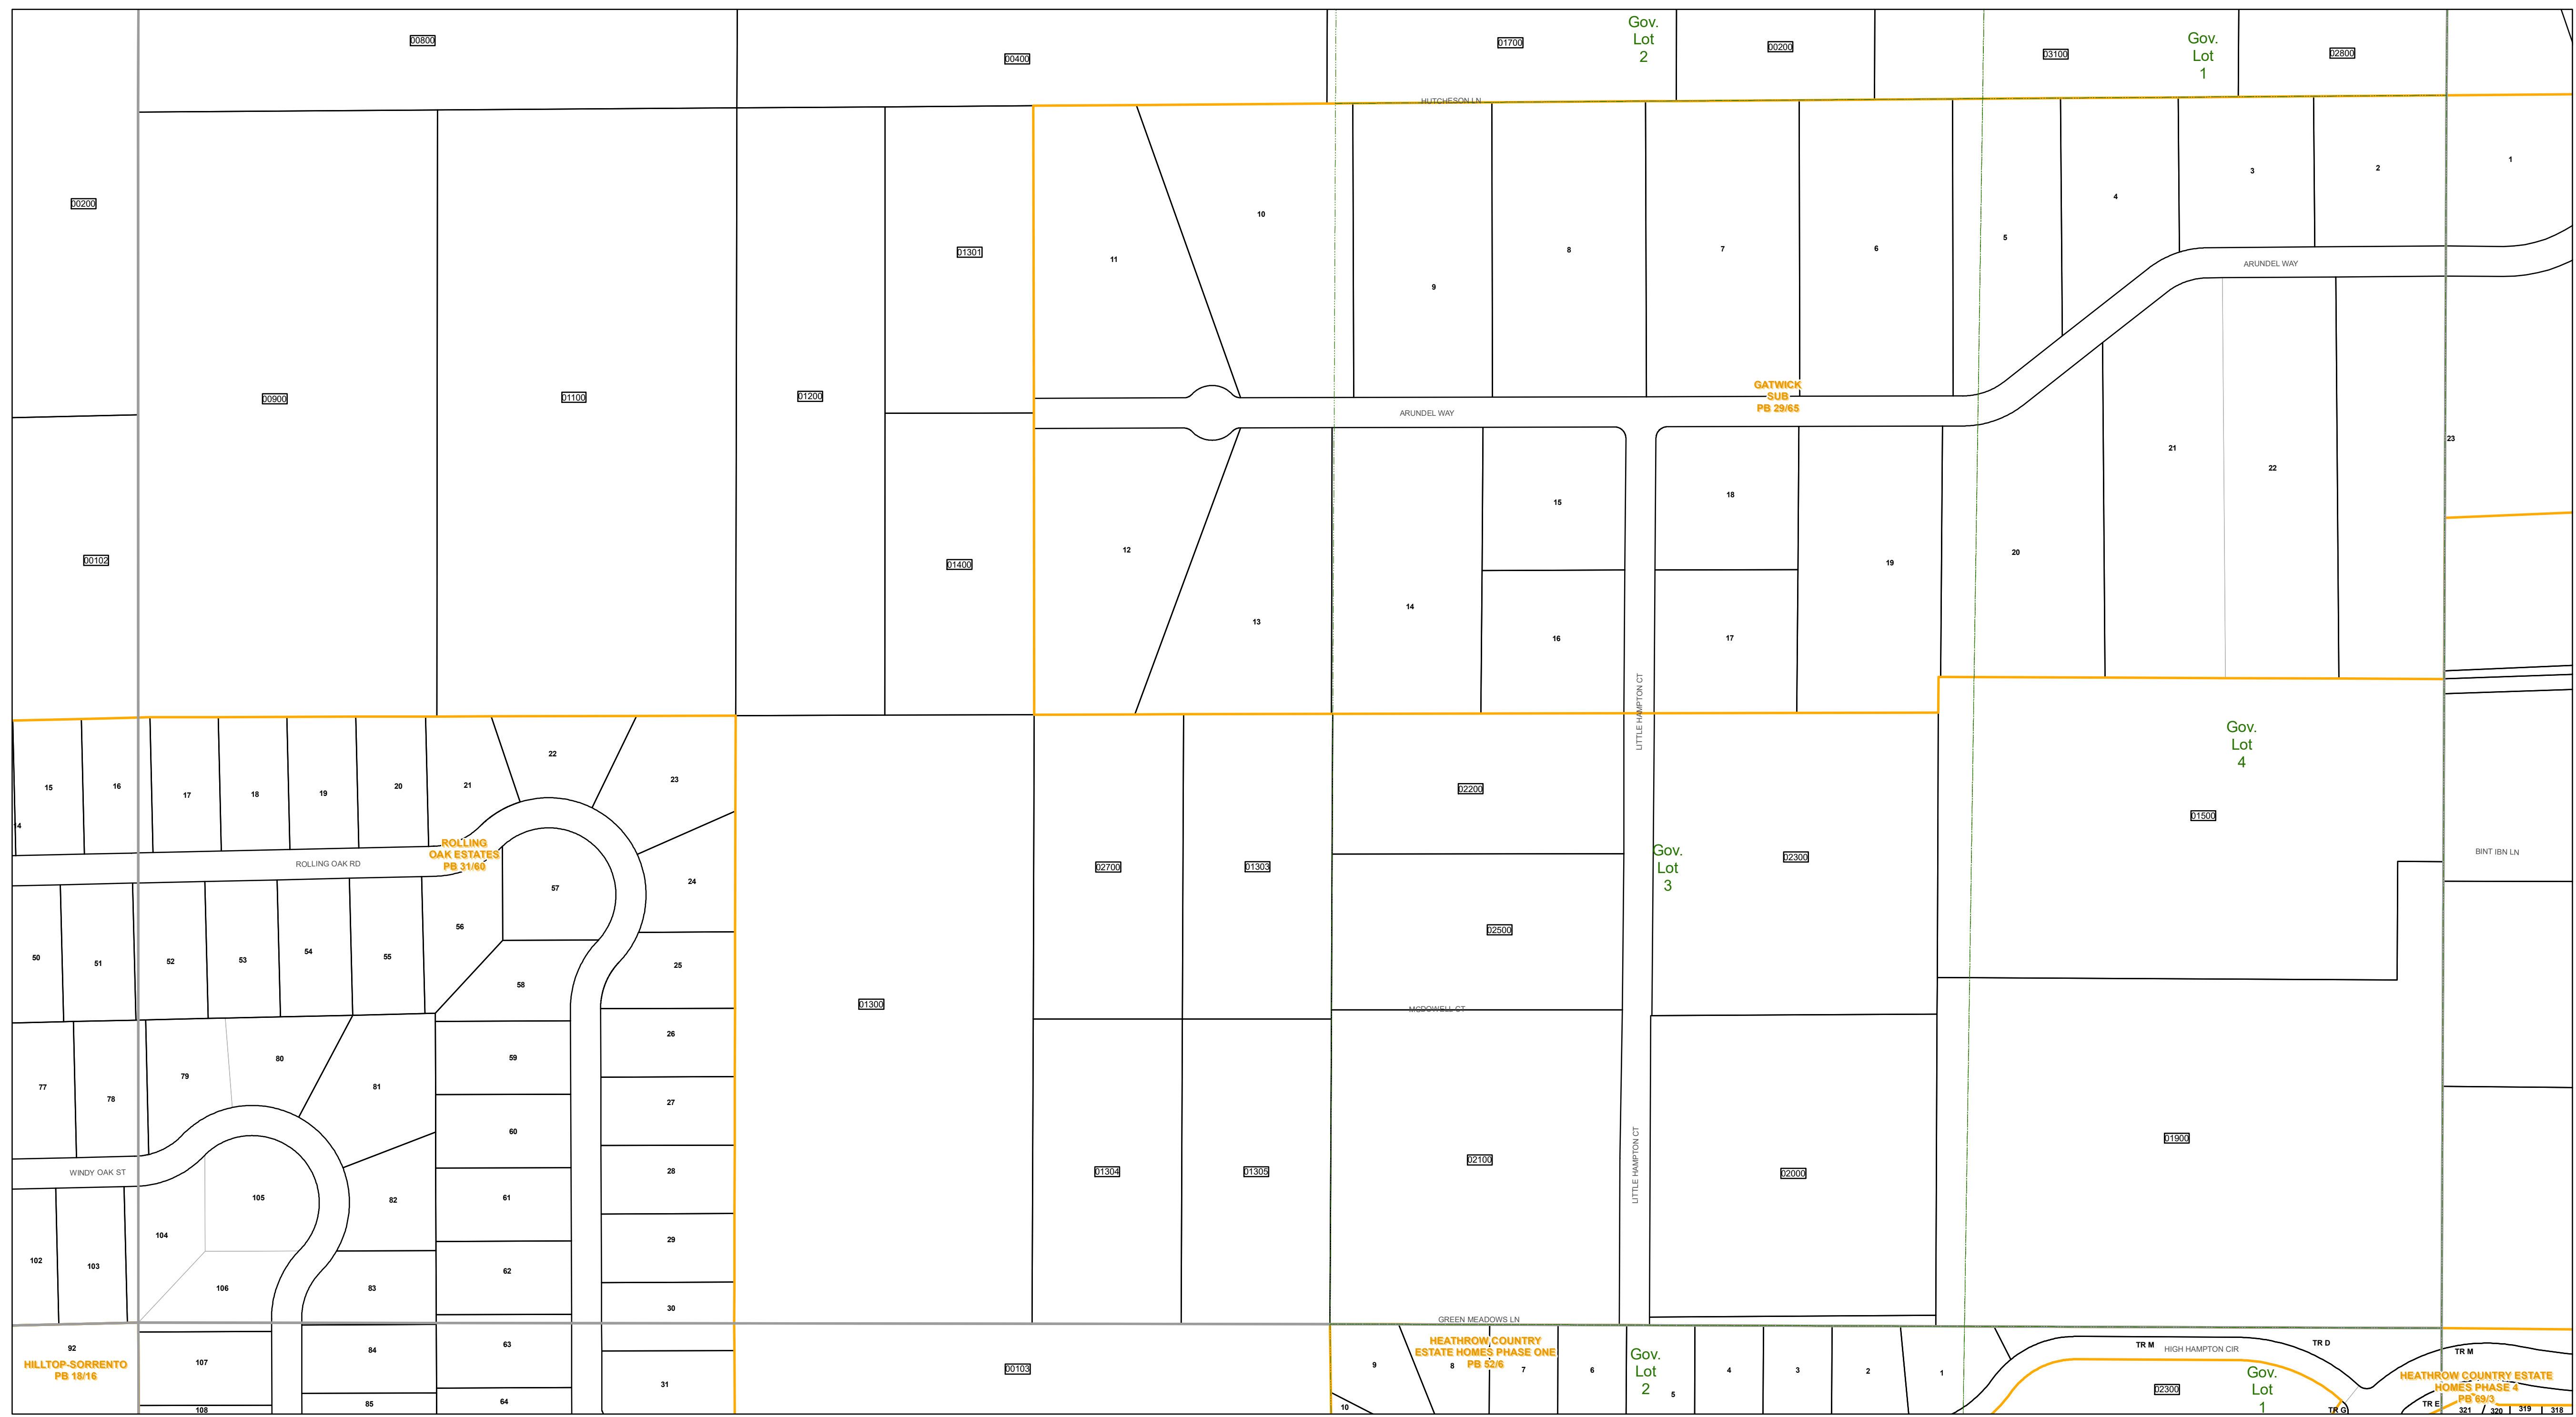 00800
00400
01700
Gov.
Lot
2
00200
03100
Gov.
Lot
1
02800
HUTCHESON LN
00200
00900
01100
01200
01301
11
10
9
8
7
6
5
4
3
2
1
ARUNDEL WAY
GATWICK
SUB
PB 29/65
ARUNDEL WAY
00102
01400
12
13
14
15
16
18
17
19
20
21
22
23
LITTLE HAMPTON CT
14
15
16
17
18
19
20
21
22
23
ROLLING OAK RD
ROLLING
OAK ESTATES
PB 31/60
57
24
50
51
52
53
54
55
56
58
25
01300
02700
01303
02200
02500
Gov.
Lot
3
02300
Gov.
Lot
4
01500
BINT IBN LN
MCDOWELL CT
77
78
79
80
81
59
26
27
60
WINDY OAK ST
105
82
61
28
104
102
103
106
83
62
29
30
01304
01305
02100
LITTLE HAMPTON CT
02000
01900
GREEN MEADOWS LN
92
HILLTOP-SORRENTO
PB 18/16
107
108
84
85
63
64
31
00103
HEATHROW COUNTRY
ESTATE HOMES PHASE ONE
PB 52/6
10
9
8
7
6
Gov.
Lot
2
5
4
3
2
1
TR M
HIGH HAMPTON CIR
TR D
02300
Gov.
Lot
1
TR G
TR M
HEATHROW COUNTRY ESTATE
HOMES PHASE 4
PB 69/3
TR E
321
320
319
318